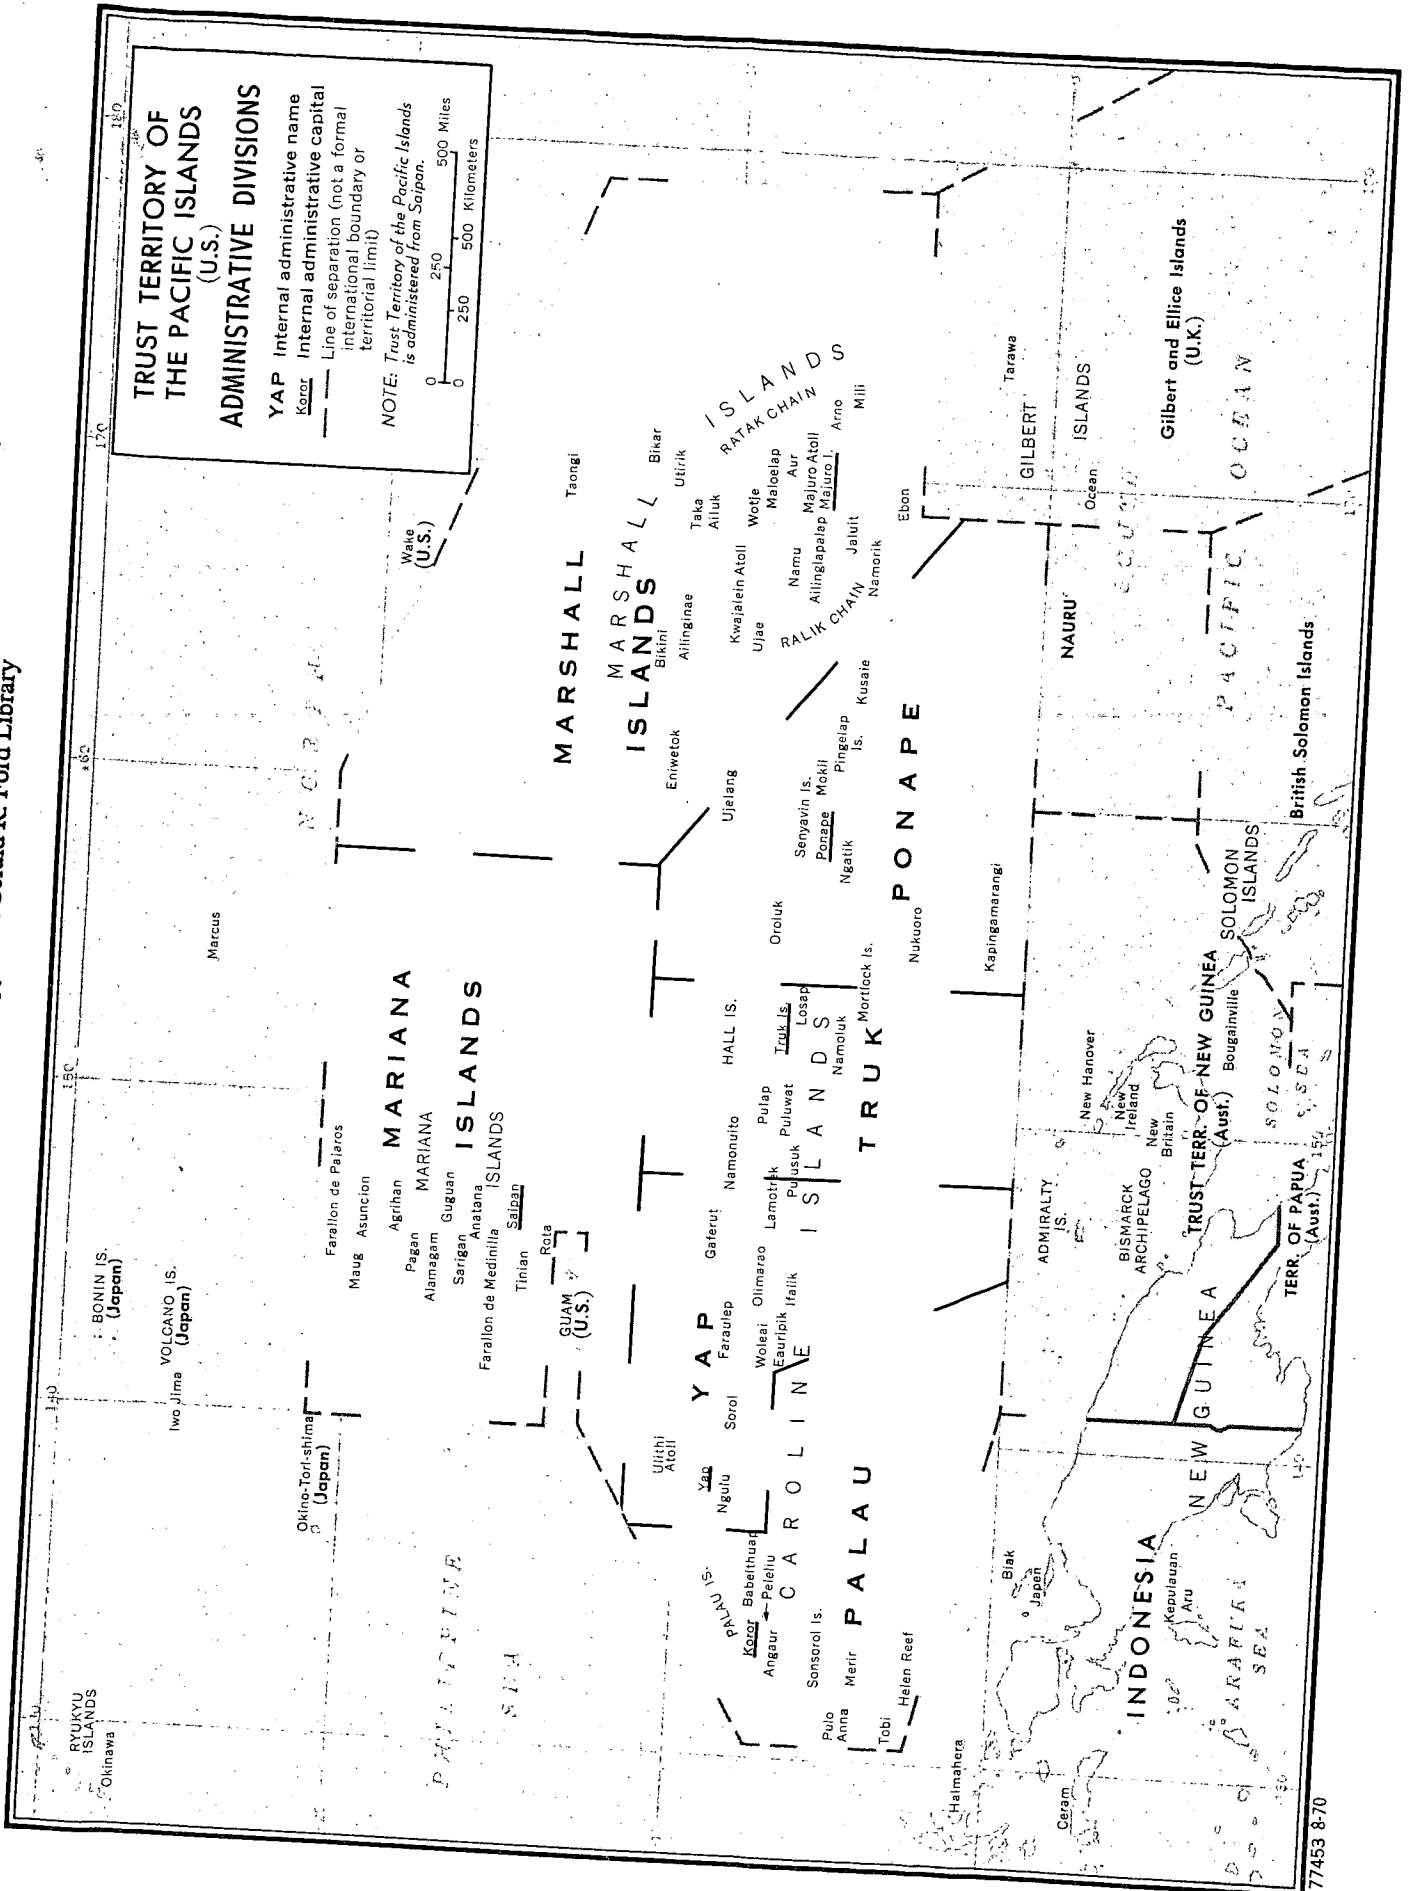 Gerald R. Ford Library
TRUST TERRITORY OF
THE PACIFIC ISLANDS
(U.S.)
ADMINISTRATIVE DIVISIONS
YAP Internal administrative name
Koror Internal administrative capital
Line of separation (not a formal
international boundary or
territorial limit)
NOTE: Trust Territory of the Pacific Islands
is administered from Saipan.
0 250 500 Miles
0 250 500 Kilometers
140
150
160
170
180
RYUKYU
ISLANDS
Okinawa
BONIN IS.
(Japan)
VOLCANO IS.
(Japan)
Iwo Jima
Marcus
Okino-Tori-shima
(Japan)
NORTH
Wake
(U.S.)
PHILIPPINE
SEA
Farallon de Pajaros
Maug
Asuncion
Agrihan
Pagan
Alamagam
Guguan
Sarigan
Anatana
Farallon de Medinilla
Saipan
Tinian
Rota
GUAM
(U.S.)
MARIANA
ISLANDS
MARIANA
ISLANDS
MARSHALL
ISLANDS
MARSHALL
ISLANDS
Taongi
Bikar
Utirik
Taka
Ailuk
Bikini
Ailinginae
Eniwetok
Ujelang
RATAK CHAIN
Wotje
Maloelap
Aur
Kwajalein Atoll
Ujae
Namu
Ailinglapalap
Majuro Atoll
Majuro I.
Arno
Mili
Jaluit
Namorik
RALIK CHAIN
Ebon
YAP
Ulithi
Atoll
Yap
Ngulu
Sorol
Faraulep
Gaferut
Woleai
Olimarao
Eauripik
Ifalik
Lamotrek
CAROLINE ISLANDS
PALAU IS.
Koror
Babelthuap
Angaur
Peleliu
Sonsorol Is.
Pulo
Anna
Merir
Tobi
Helen Reef
PALAU
Namonuito
HALL IS.
Pulap
Puluwat
Pulusuk
Truk Is.
Losap
Namoluk
Mortlock Is.
TRUK
Oroluk
Senyavin Is.
Ponape
Mokil
Ngatik
Pingelap
Is.
Kusaie
PONAPE
Nukuoro
Kapingamarangi
Tarawa
GILBERT
ISLANDS
Ocean
NAURU
Gilbert and Ellice Islands
(U.K.)
SOUTH
PACIFIC OCEAN
British Solomon Islands
SOLOMON
ISLANDS
Halmahera
Ceram
Biak
Japen
INDONESIA
Kepulauan
Aru
ARAFURA
SEA
NEW GUINEA
ADMIRALTY
IS.
BISMARCK
ARCHIPELAGO
New Hanover
New
Ireland
New
Britain
TRUST TERR. OF NEW GUINEA
(Aust.)
Bougainville
SOLOMON
SEA
TERR. OF PAPUA
(Aust.)
130
140
150
77453 8-70